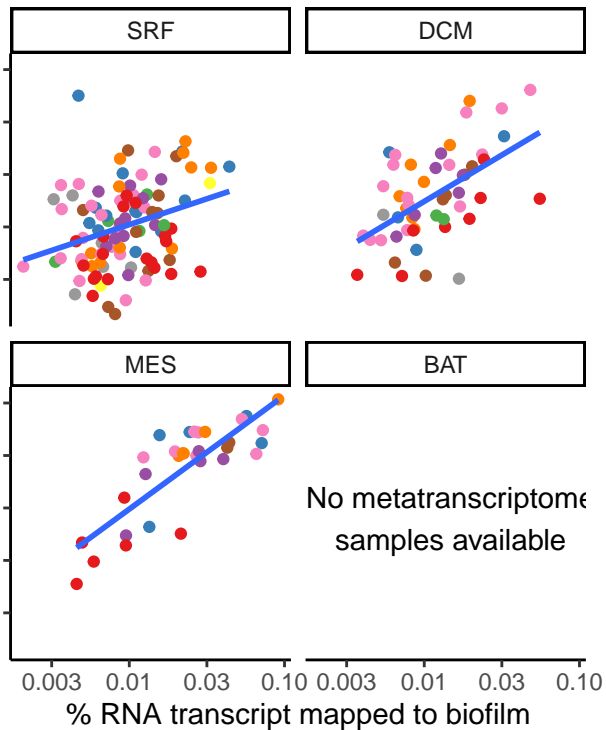 SRF DCM
MES BAT
No metatranscriptome
samples available
0.003 0.01 0.03 0.10 0.003 0.01 0.03 0.10
% RNA transcript mapped to biofilm